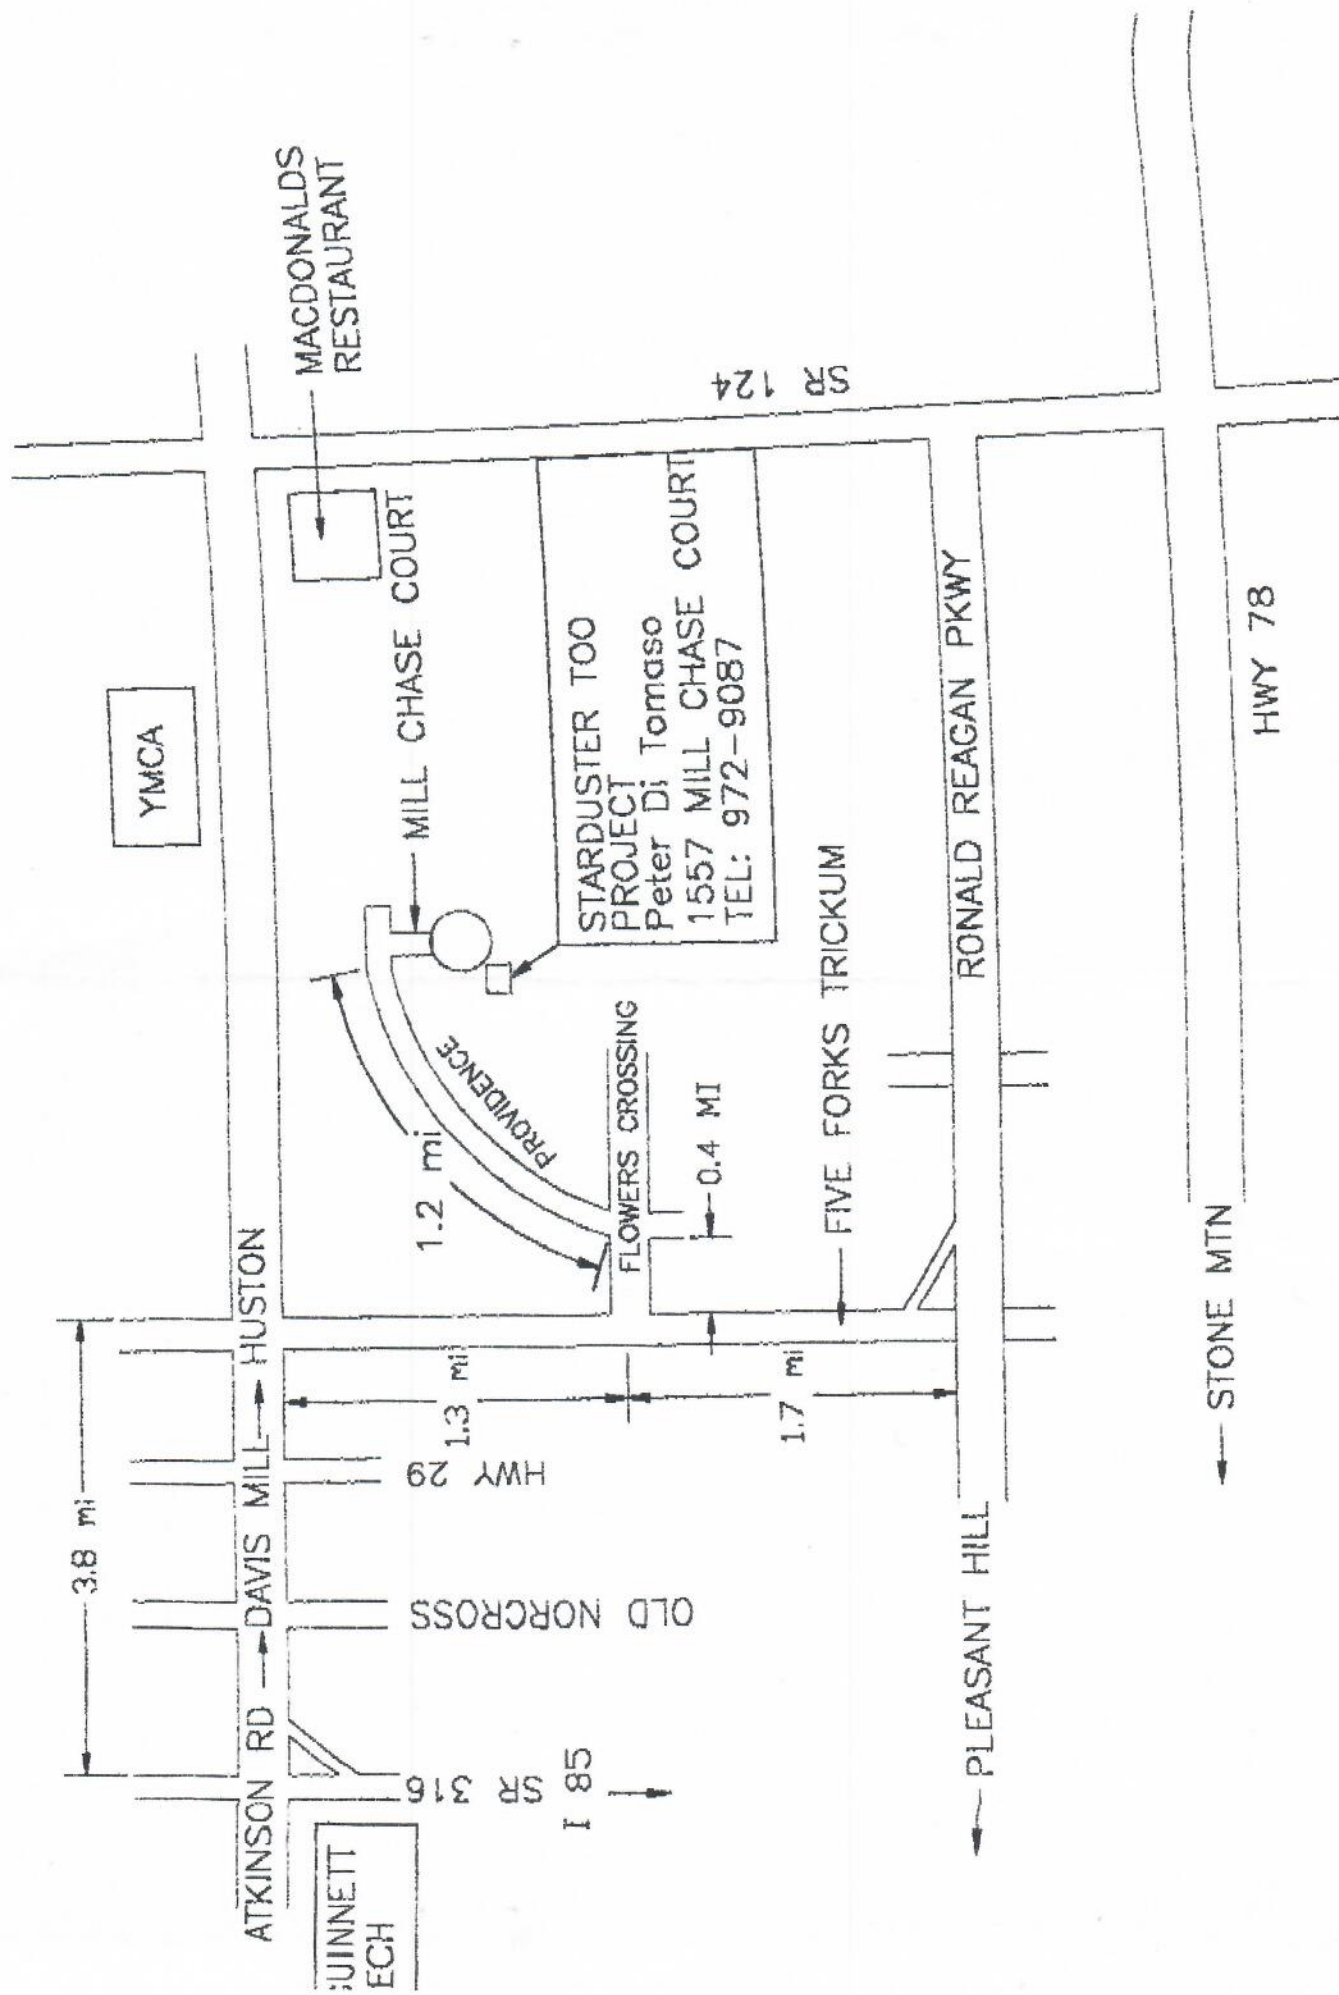 3.8 mi
YMCA
ATKINSON RD
DAVIS MILL
HUSTON
MACDONALDS
RESTAURANT
:UINNETT
ECH
SR 316
I 85
OLD NORCROSS
HWY 29
1.3 mi
1.7 mi
1.2 mi
PROVIDENCE
MILL CHASE COURT
FLOWERS CROSSING
0.4 MI
STARDUSTER TOO
PROJECT
Peter Di Tomaso
1557 MILL CHASE COURT
TEL: 972-9087
SR 124
FIVE FORKS TRICKUM
PLEASANT HILL
RONALD REAGAN PKWY
STONE MTN
HWY 78